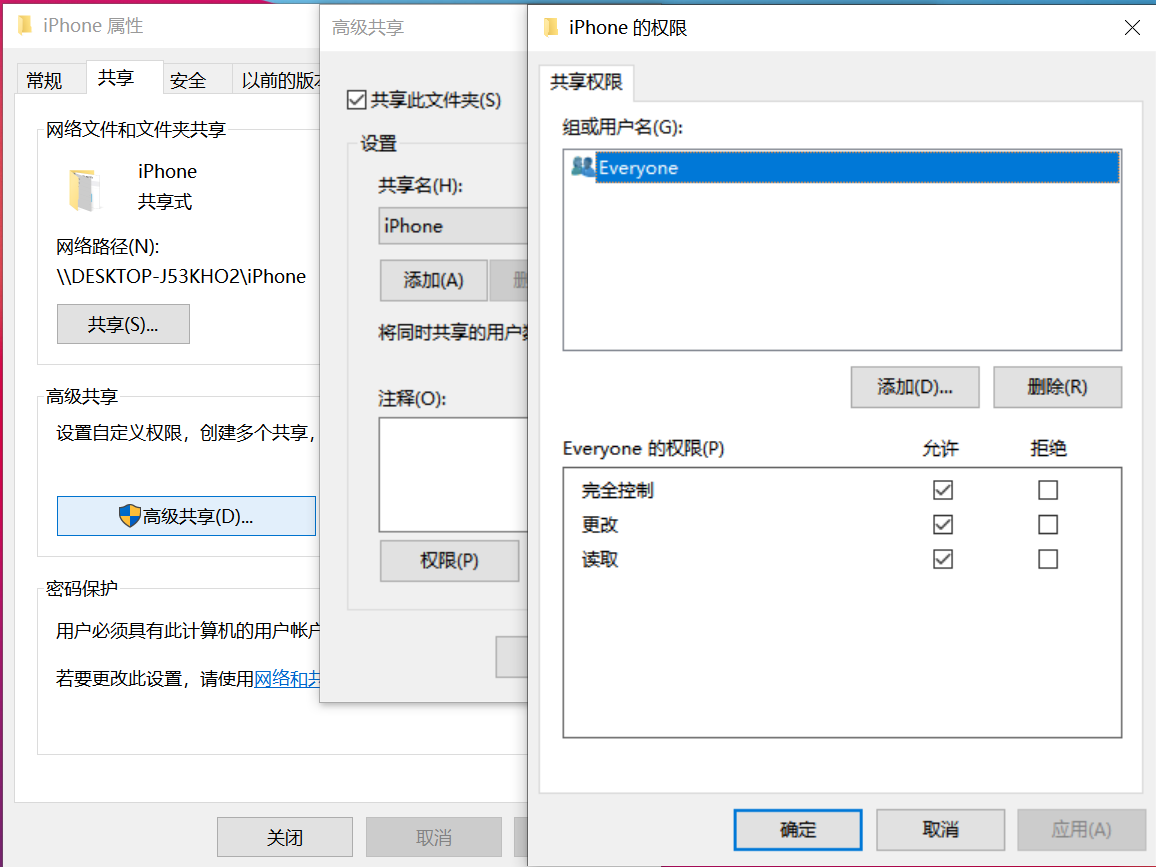 iPhone 属性
常规
共享
安全
以前的版本
网络文件和文件夹共享
iPhone
共享式
网络路径(N):
\\DESKTOP-J53KHO2\iPhone
共享(S)...
高级共享
设置自定义权限，创建多个共享，
高级共享(D)...
密码保护
用户必须具有此计算机的用户帐户
若要更改此设置，请使用网络和共
关闭
取消
高级共享
共享此文件夹(S)
设置
共享名(H):
iPhone
添加(A)
删
将同时共享的用户数
注释(O):
权限(P)
iPhone 的权限
共享权限
组或用户名(G):
Everyone
添加(D)...
删除(R)
Everyone 的权限(P)
允许
拒绝
完全控制
更改
读取
确定
取消
应用(A)